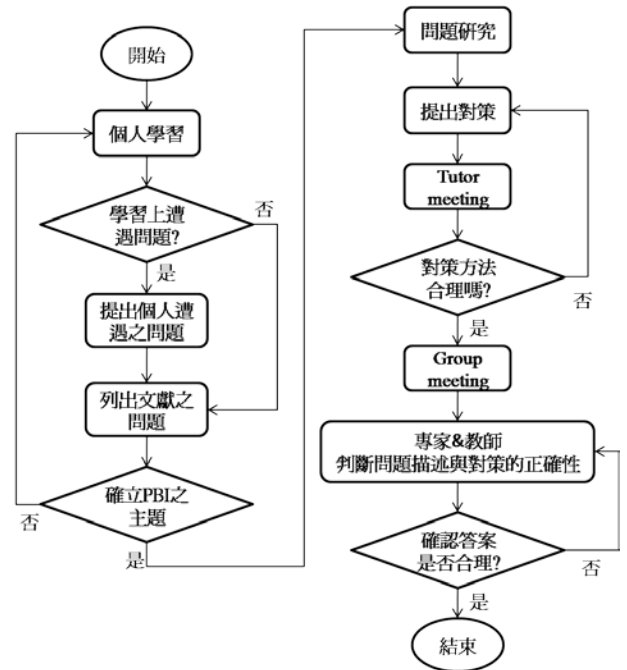 開始
個人學習
學習上遭
遇問題?
否
是
提出個人遭
遇之問題
列出文獻之
問題
確立PBI之
主題
否
是
問題研究
提出對策
Tutor
meeting
對策方法
合理嗎?
否
是
Group
meeting
專家&教師
判斷問題描述與對策的正確性
確認答案
是否合理?
否
是
結束